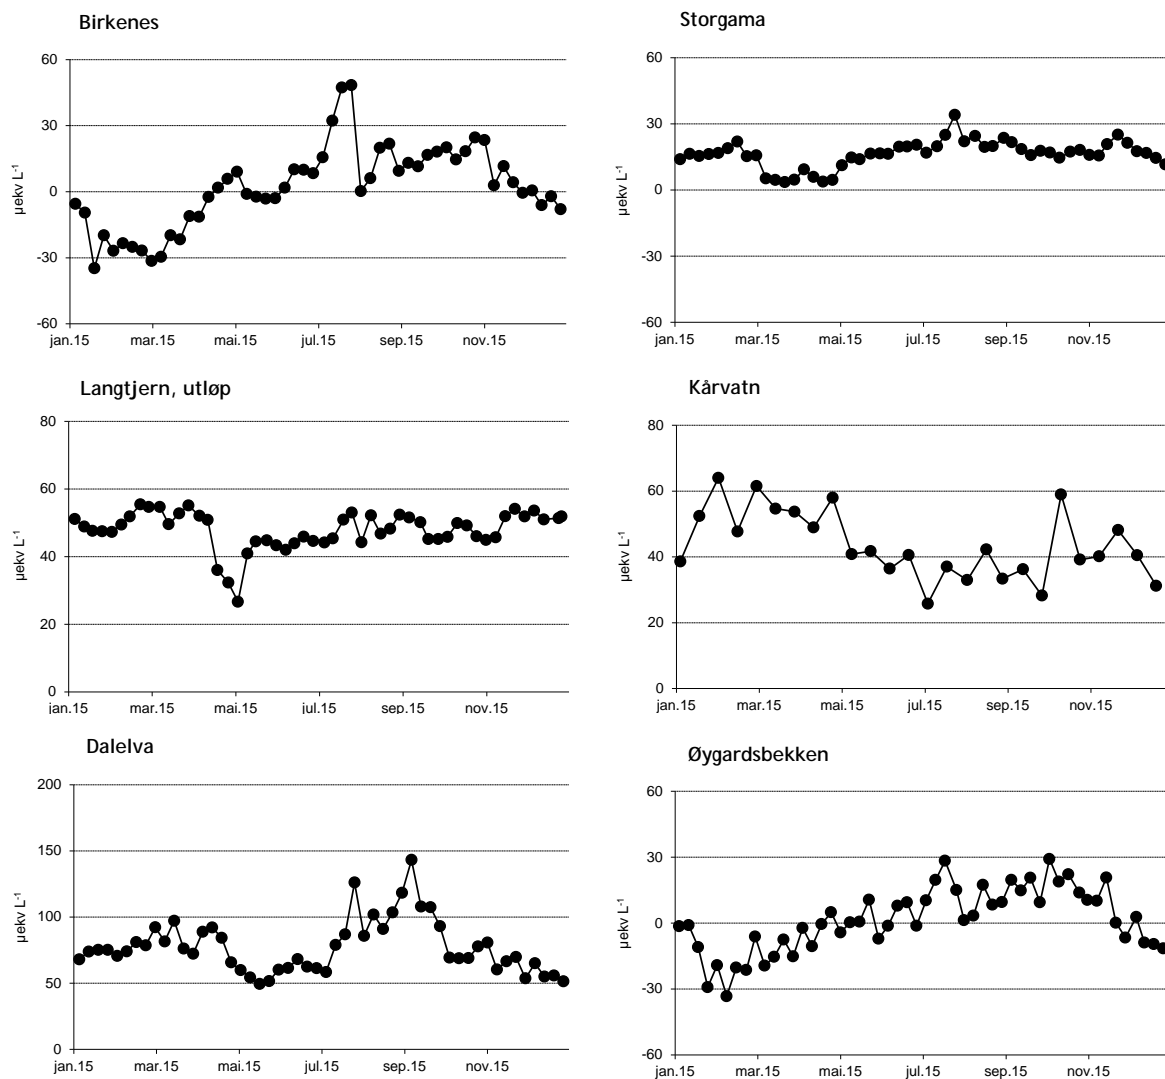 Birkenes
60
30
0
-30
-60
µekv L-1
jan.15 mar.15 mai.15 jul.15 sep.15 nov.15
Storgama
60
30
0
-30
-60
µekv L-1
jan.15 mar.15 mai.15 jul.15 sep.15 nov.15
Langtjern, utløp
80
60
40
20
0
µekv L-1
jan.15 mar.15 mai.15 jul.15 sep.15 nov.15
Kårvatn
80
60
40
20
0
µekv L-1
jan.15 mar.15 mai.15 jul.15 sep.15 nov.15
Dalelva
200
150
100
50
0
µekv L-1
jan.15 mar.15 mai.15 jul.15 sep.15 nov.15
Øygardsbekken
60
30
0
-30
-60
µekv L-1
jan.15 mar.15 mai.15 jul.15 sep.15 nov.15